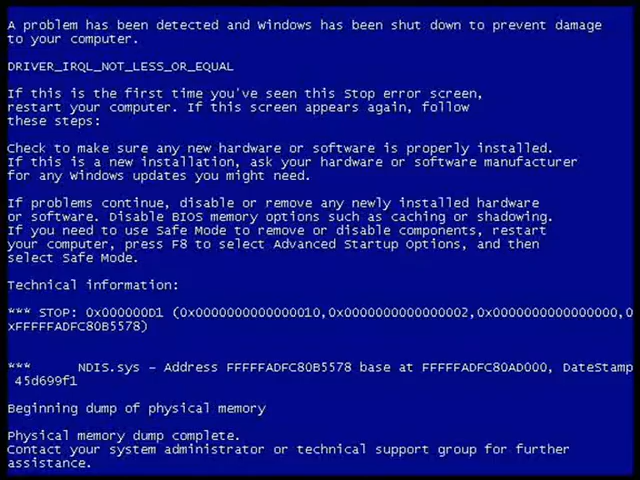 A problem has been detected and Windows has been shut down to prevent damage
to your computer.
DRIVER_IRQL_NOT_LESS_OR_EQUAL
If this is the first time you've seen this Stop error screen,
restart your computer. If this screen appears again, follow
these steps:
Check to make sure any new hardware or software is properly installed.
If this is a new installation, ask your hardware or software manufacturer
for any Windows updates you might need.
If problems continue, disable or remove any newly installed hardware
or software. Disable BIOS memory options such as caching or shadowing.
If you need to use Safe Mode to remove or disable components, restart
your computer, press F8 to select Advanced Startup Options, and then
select Safe Mode.
Technical information:
*** STOP: 0x000000D1 (0x0000000000000010,0x0000000000000002,0x0000000000000000,0
xFFFFFADFC80B5578)
*** NDIS.sys – Address FFFFFADFC80B5578 base at FFFFFADFC80AD000, DateStamp
45d699f1
Beginning dump of physical memory
Physical memory dump complete.
Contact your system administrator or technical support group for further
assistance.